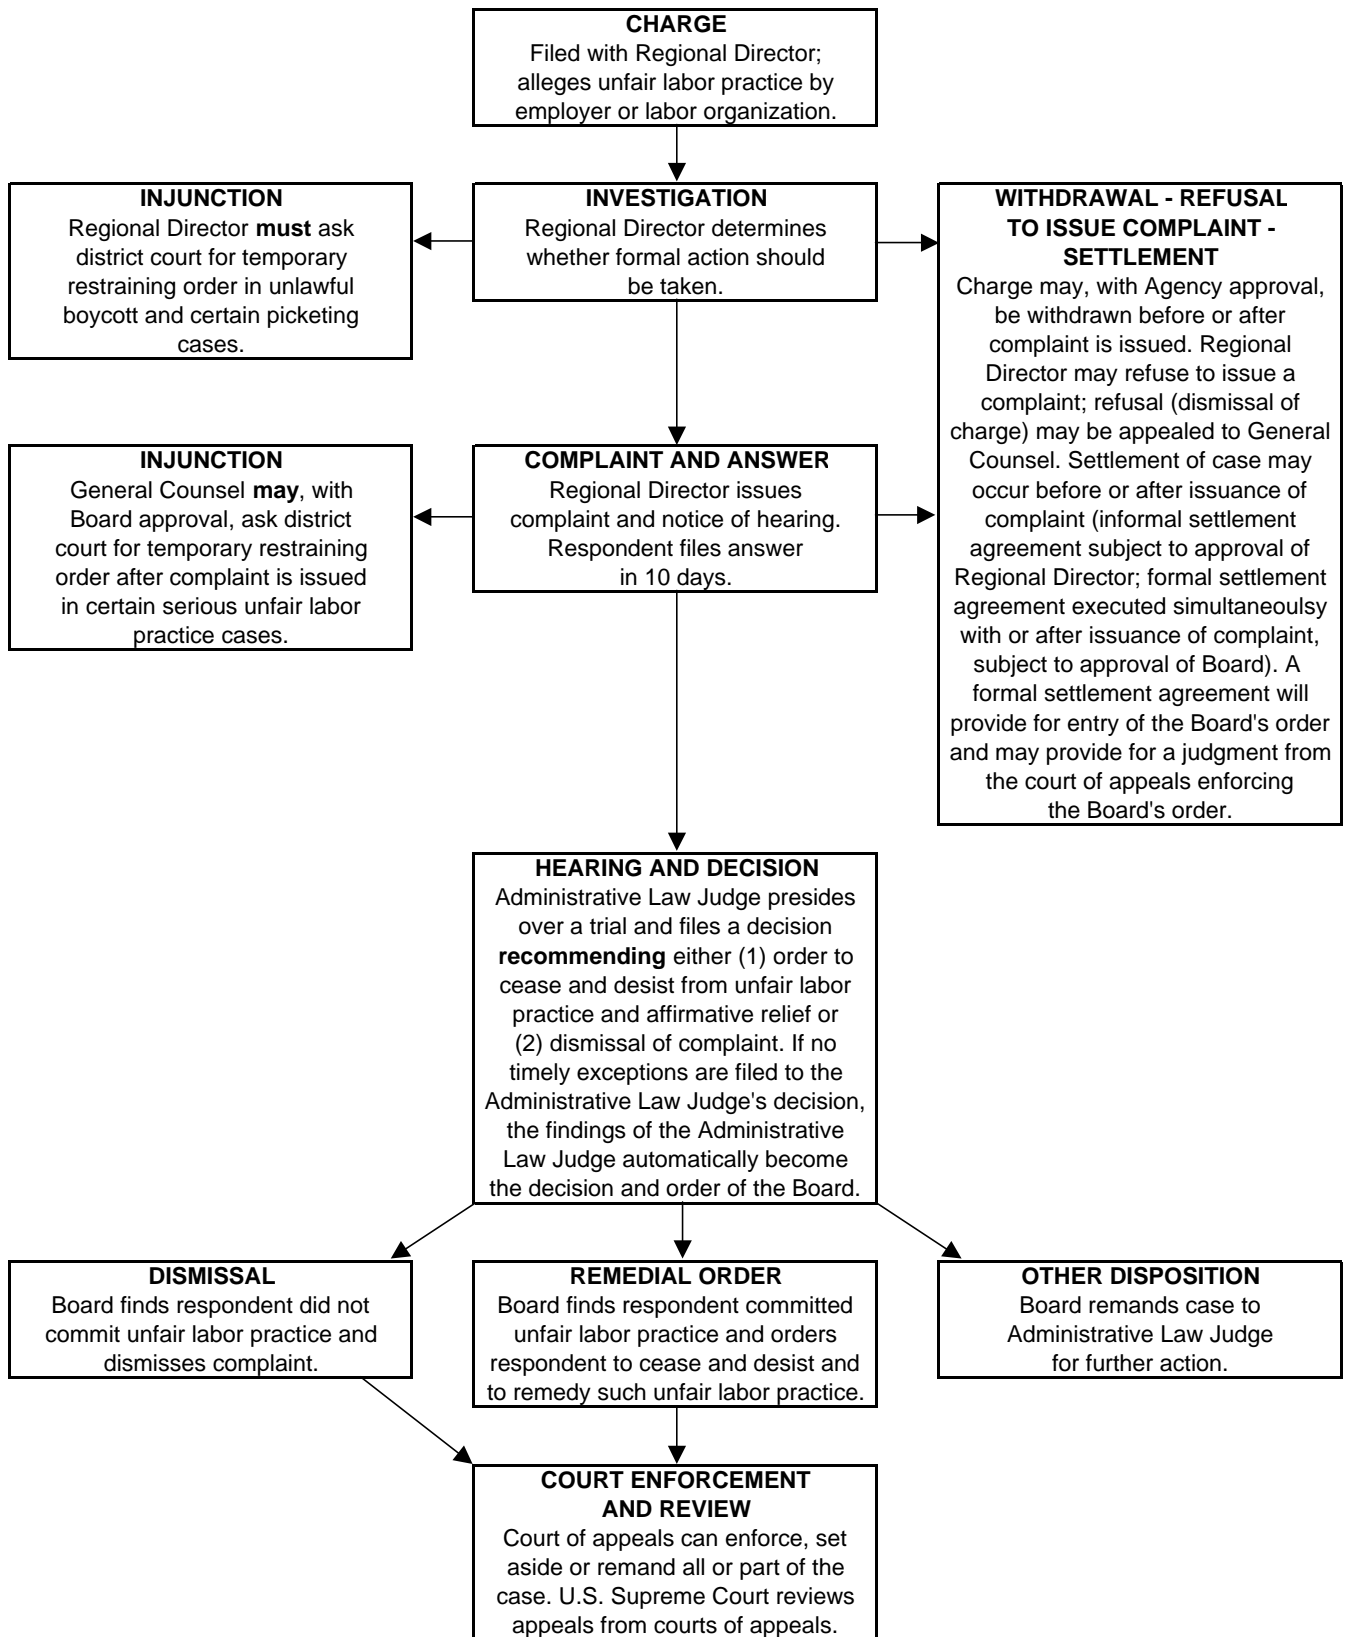 CHARGE
Filed with Regional Director;
alleges unfair labor practice by
employer or labor organization.
INJUNCTION
Regional Director must ask
district court for temporary
restraining order in unlawful
boycott and certain picketing
cases.
INVESTIGATION
Regional Director determines
whether formal action should
be taken.
WITHDRAWAL - REFUSAL
TO ISSUE COMPLAINT -
SETTLEMENT
Charge may, with Agency approval,
be withdrawn before or after
complaint is issued. Regional
Director may refuse to issue a
complaint; refusal (dismissal of
charge) may be appealed to General
Counsel. Settlement of case may
occur before or after issuance of
complaint (informal settlement
agreement subject to approval of
Regional Director; formal settlement
agreement executed simultaneoulsy
with or after issuance of complaint,
subject to approval of Board). A
formal settlement agreement will
provide for entry of the Board's order
and may provide for a judgment from
the court of appeals enforcing
the Board's order.
INJUNCTION
General Counsel may, with
Board approval, ask district
court for temporary restraining
order after complaint is issued
in certain serious unfair labor
practice cases.
COMPLAINT AND ANSWER
Regional Director issues
complaint and notice of hearing.
Respondent files answer
in 10 days.
HEARING AND DECISION
Administrative Law Judge presides
over a trial and files a decision
recommending either (1) order to
cease and desist from unfair labor
practice and affirmative relief or
(2) dismissal of complaint. If no
timely exceptions are filed to the
Administrative Law Judge's decision,
the findings of the Administrative
Law Judge automatically become
the decision and order of the Board.
DISMISSAL
Board finds respondent did not
commit unfair labor practice and
dismisses complaint.
REMEDIAL ORDER
Board finds respondent committed
unfair labor practice and orders
respondent to cease and desist and
to remedy such unfair labor practice.
OTHER DISPOSITION
Board remands case to
Administrative Law Judge
for further action.
COURT ENFORCEMENT
AND REVIEW
Court of appeals can enforce, set
aside or remand all or part of the
case. U.S. Supreme Court reviews
appeals from courts of appeals.